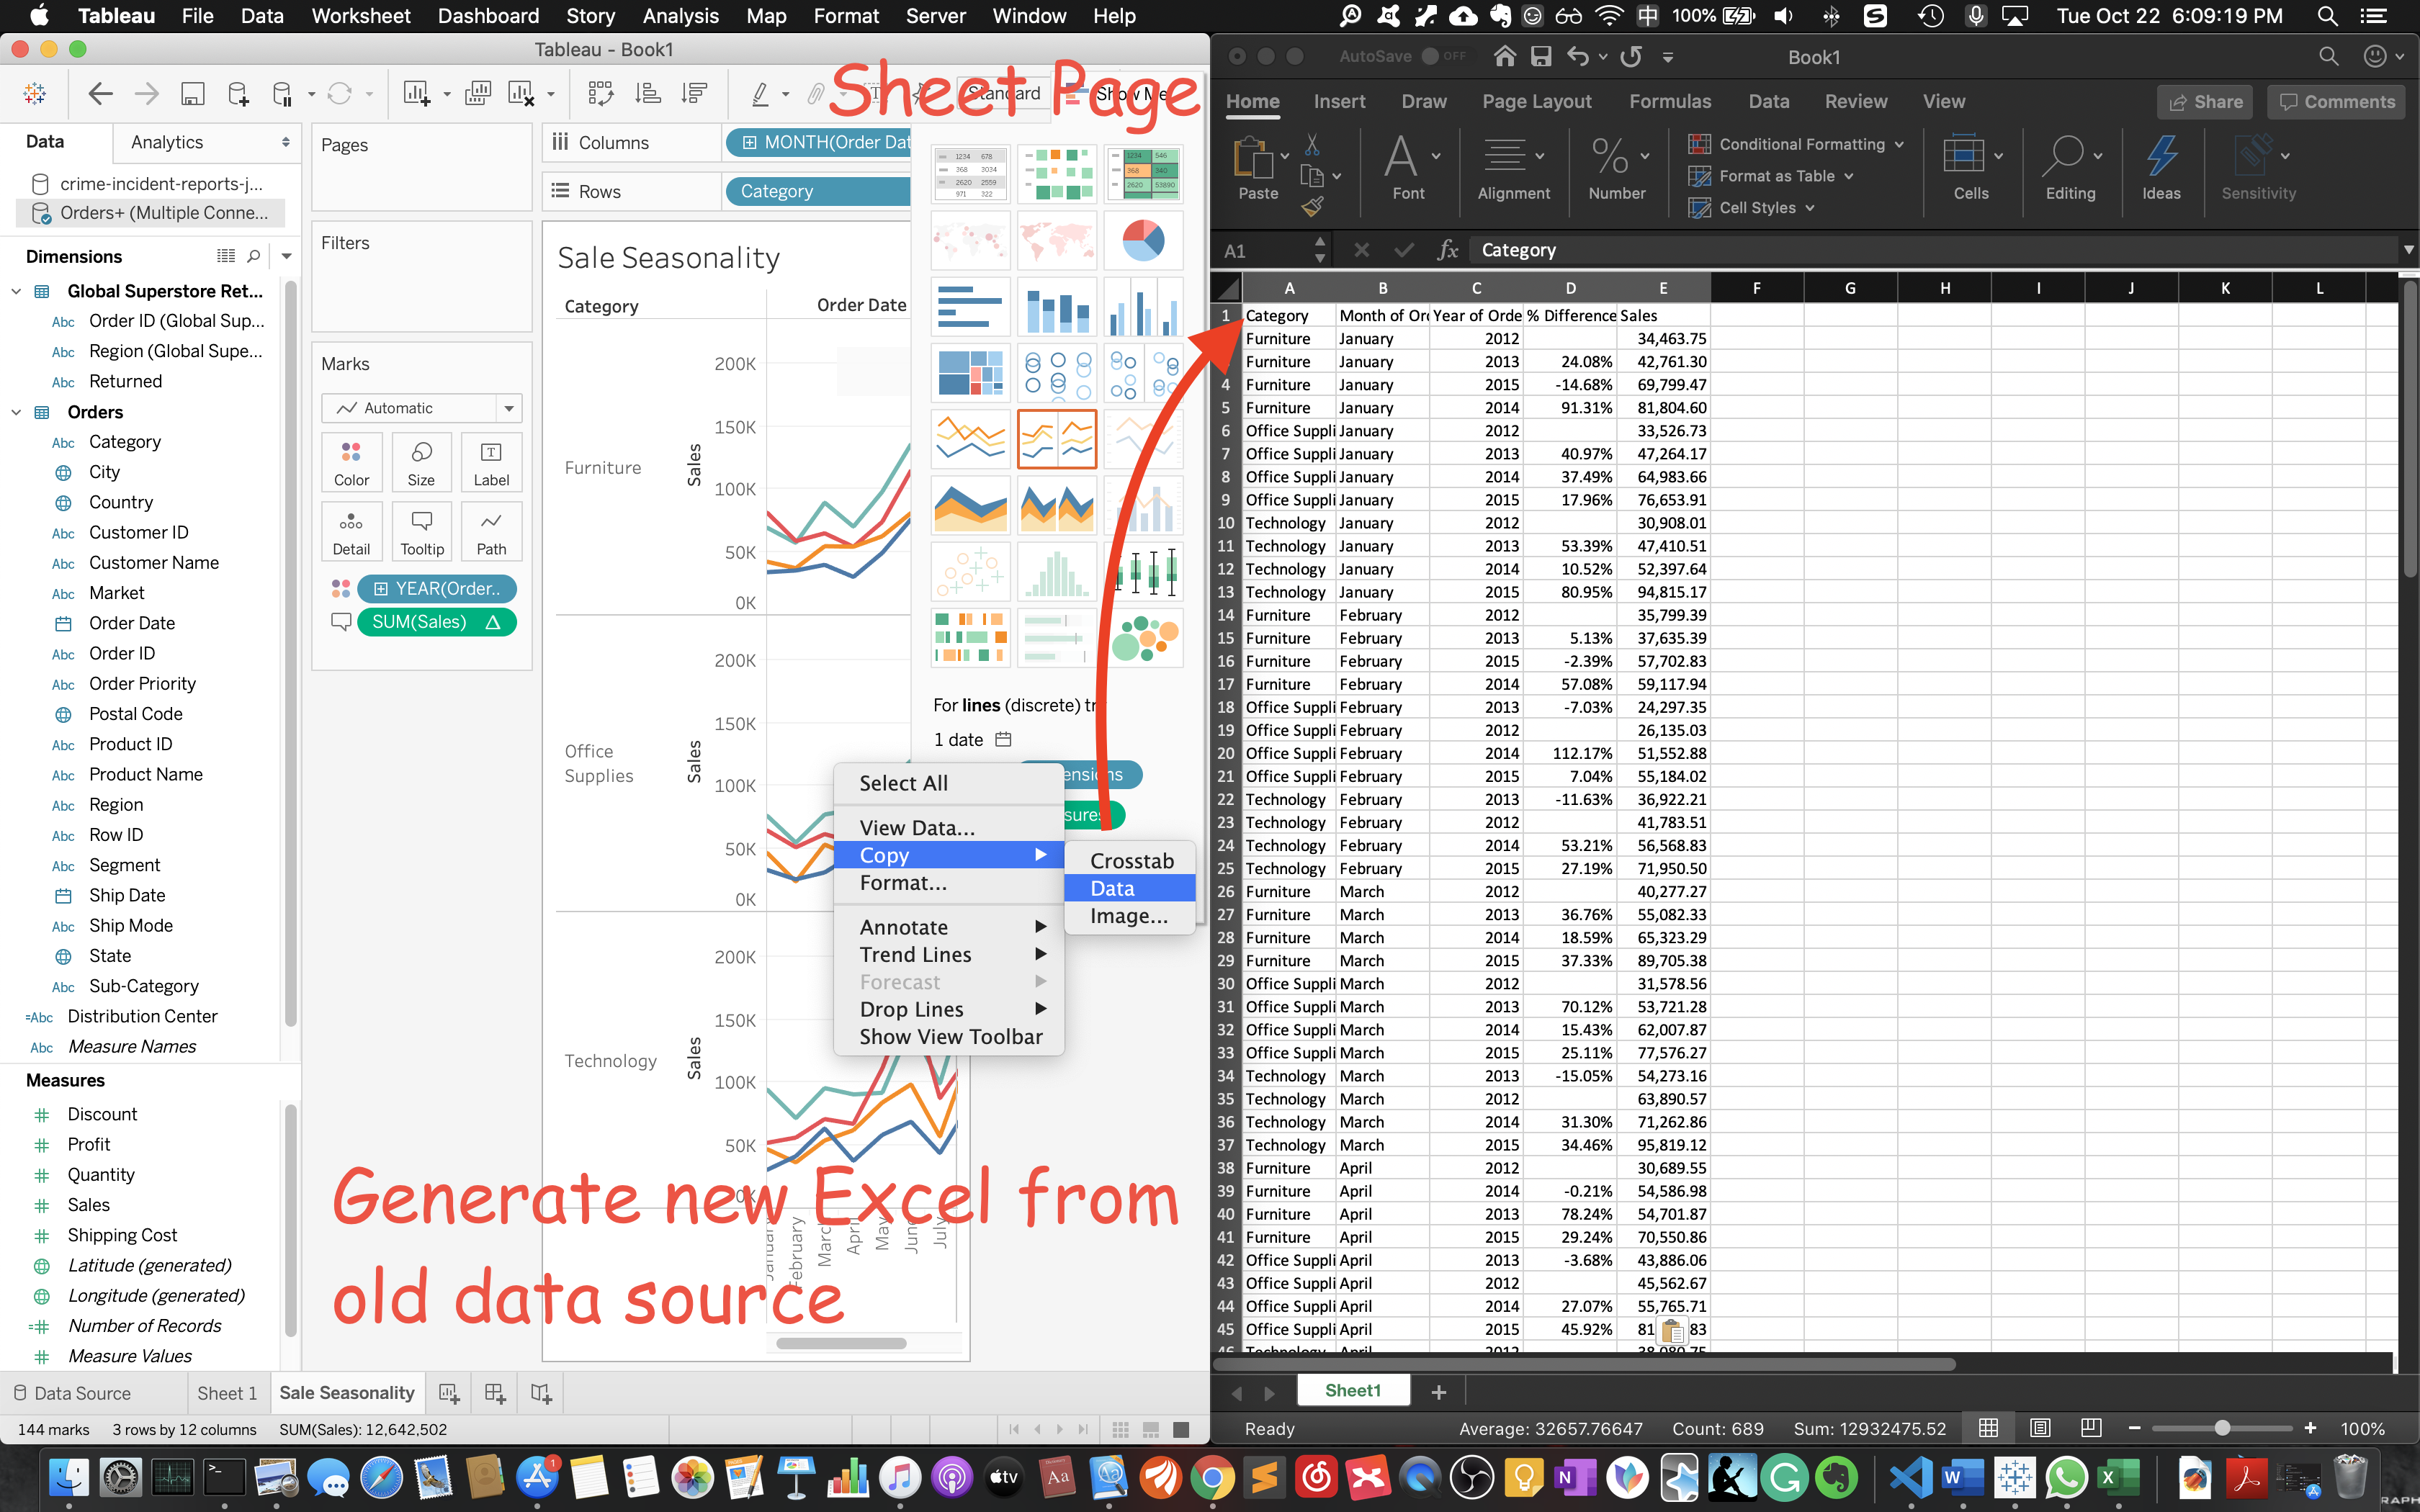 Tableau File Data Worksheet Dashboard Story Analysis Map Format Server Window Help
中 100% Tue Oct 22 6:09:19 PM
Tableau - Book1
Standard Show Me
Sheet Page
Data Analytics
crime-incident-reports-j...
Orders+ (Multiple Conne...
Dimensions
Global Superstore Ret...
Abc Order ID (Global Sup...
Abc Region (Global Supe...
Abc Returned
Orders
Abc Category
City
Country
Abc Customer ID
Abc Customer Name
Abc Market
Order Date
Abc Order ID
Abc Order Priority
Postal Code
Abc Product ID
Abc Product Name
Abc Region
Abc Row ID
Abc Segment
Ship Date
Abc Ship Mode
State
Abc Sub-Category
=Abc Distribution Center
Abc Measure Names
Measures
# Discount
# Profit
# Quantity
# Sales
# Shipping Cost
Latitude (generated)
Longitude (generated)
=# Number of Records
# Measure Values
Pages
Filters
Marks
Automatic
Color Size Label
Detail Tooltip Path
YEAR(Order..
SUM(Sales) Δ
Columns MONTH(Order Dat
Rows Category
Sale Seasonality
Category Order Date
Furniture
Sales
200K
150K
100K
50K
0K
Office
Supplies
Sales
200K
150K
100K
50K
0K
Technology
Sales
200K
150K
100K
50K
0K
January
February
March
April
May
June
July
For lines (discrete) tr
1 date
ensions
sures
Select All
View Data...
Copy
Format...
Annotate
Trend Lines
Forecast
Drop Lines
Show View Toolbar
Crosstab
Data
Image...
Generate new Excel from
old data source
Data Source Sheet 1 Sale Seasonality
144 marks 3 rows by 12 columns SUM(Sales): 12,642,502
AutoSave OFF Book1
Home Insert Draw Page Layout Formulas Data Review View Share Comments
Paste Font Alignment Number
Conditional Formatting
Format as Table
Cell Styles
Cells Editing Ideas Sensitivity
A1 fx Category
A B C D E F G H I J K L
1 Category Month of Ord Year of Orde % Difference Sales
Furniture January 2012 34,463.75
Furniture January 2013 24.08% 42,761.30
4 Furniture January 2015 -14.68% 69,799.47
5 Furniture January 2014 91.31% 81,804.60
6 Office Suppli January 2012 33,526.73
7 Office Suppli January 2013 40.97% 47,264.17
8 Office Suppli January 2014 37.49% 64,983.66
9 Office Suppli January 2015 17.96% 76,653.91
10 Technology January 2012 30,908.01
11 Technology January 2013 53.39% 47,410.51
12 Technology January 2014 10.52% 52,397.64
13 Technology January 2015 80.95% 94,815.17
14 Furniture February 2012 35,799.39
15 Furniture February 2013 5.13% 37,635.39
16 Furniture February 2015 -2.39% 57,702.83
17 Furniture February 2014 57.08% 59,117.94
18 Office Suppli February 2013 -7.03% 24,297.35
19 Office Suppli February 2012 26,135.03
20 Office Suppli February 2014 112.17% 51,552.88
21 Office Suppli February 2015 7.04% 55,184.02
22 Technology February 2013 -11.63% 36,922.21
23 Technology February 2012 41,783.51
24 Technology February 2014 53.21% 56,568.83
25 Technology February 2015 27.19% 71,950.50
26 Furniture March 2012 40,277.27
27 Furniture March 2013 36.76% 55,082.33
28 Furniture March 2014 18.59% 65,323.29
29 Furniture March 2015 37.33% 89,705.38
30 Office Suppli March 2012 31,578.56
31 Office Suppli March 2013 70.12% 53,721.28
32 Office Suppli March 2014 15.43% 62,007.87
33 Office Suppli March 2015 25.11% 77,576.27
34 Technology March 2013 -15.05% 54,273.16
35 Technology March 2012 63,890.57
36 Technology March 2014 31.30% 71,262.86
37 Technology March 2015 34.46% 95,819.12
38 Furniture April 2012 30,689.55
39 Furniture April 2014 -0.21% 54,586.98
40 Furniture April 2013 78.24% 54,701.87
41 Furniture April 2015 29.24% 70,550.86
42 Office Suppli April 2013 -3.68% 43,886.06
43 Office Suppli April 2012 45,562.67
44 Office Suppli April 2014 27.07% 55,765.71
45 Office Suppli April 2015 45.92% 81 83
46 Technology April 2012 38,080.75
Sheet1
Ready Average: 32657.76647 Count: 689 Sum: 12932475.52 100%